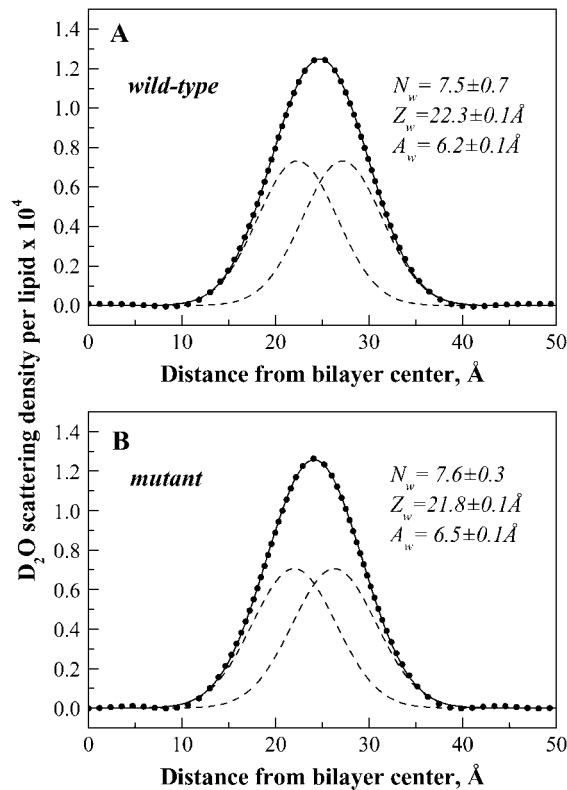 D₂O scattering density per lipid x 10⁴
A
wild-type
N_w = 7.5±0.7
Z_w = 22.3±0.1Å
A_w = 6.2±0.1Å
1.4
1.2
1.0
0.8
0.6
0.4
0.2
0.0
0 10 20 30 40 50
Distance from bilayer center, Å
B
mutant
N_w = 7.6±0.3
Z_w = 21.8±0.1Å
A_w = 6.5±0.1Å
1.4
1.2
1.0
0.8
0.6
0.4
0.2
0.0
0 10 20 30 40 50
Distance from bilayer center, Å